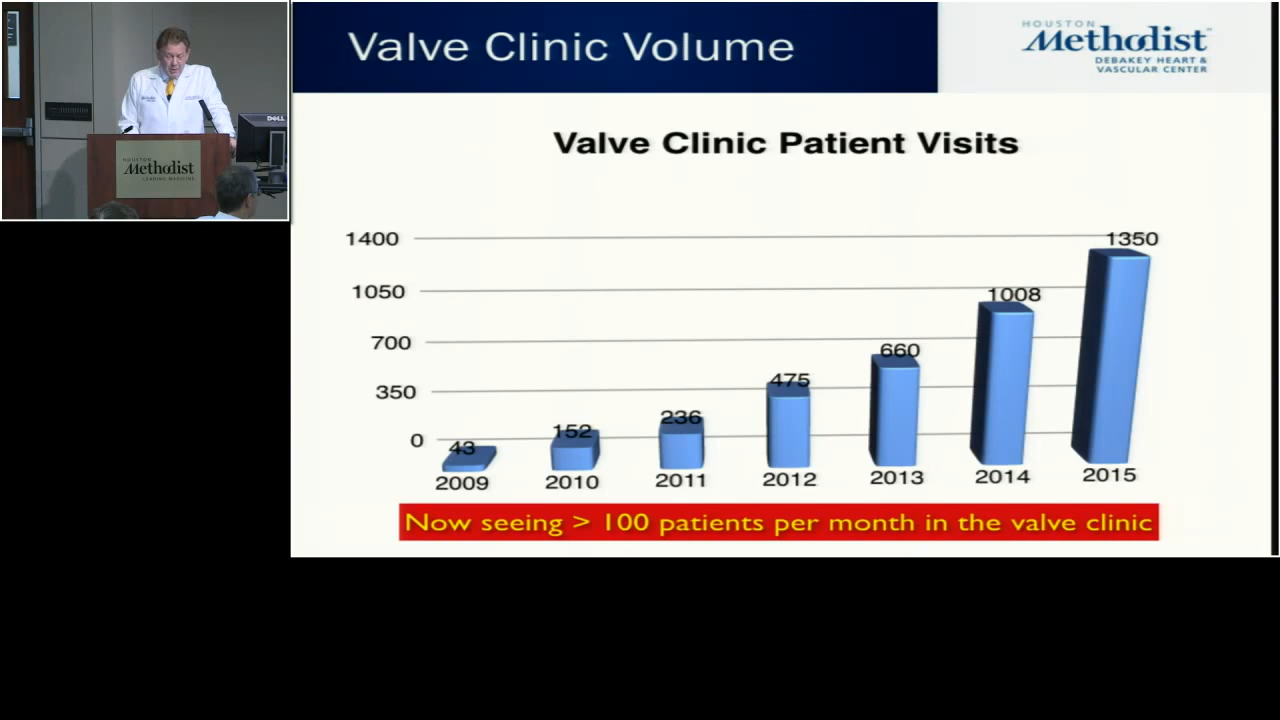 Valve Clinic Volume
HOUSTON
Methodist
DEBAKEY HEART &
VASCULAR CENTER
Valve Clinic Patient Visits
1400
1050
700
350
0
43
152
236
475
660
1008
1350
2009
2010
2011
2012
2013
2014
2015
Now seeing > 100 patients per month in the valve clinic
HOUSTON
Methodist
LEADING MEDICINE
DELL